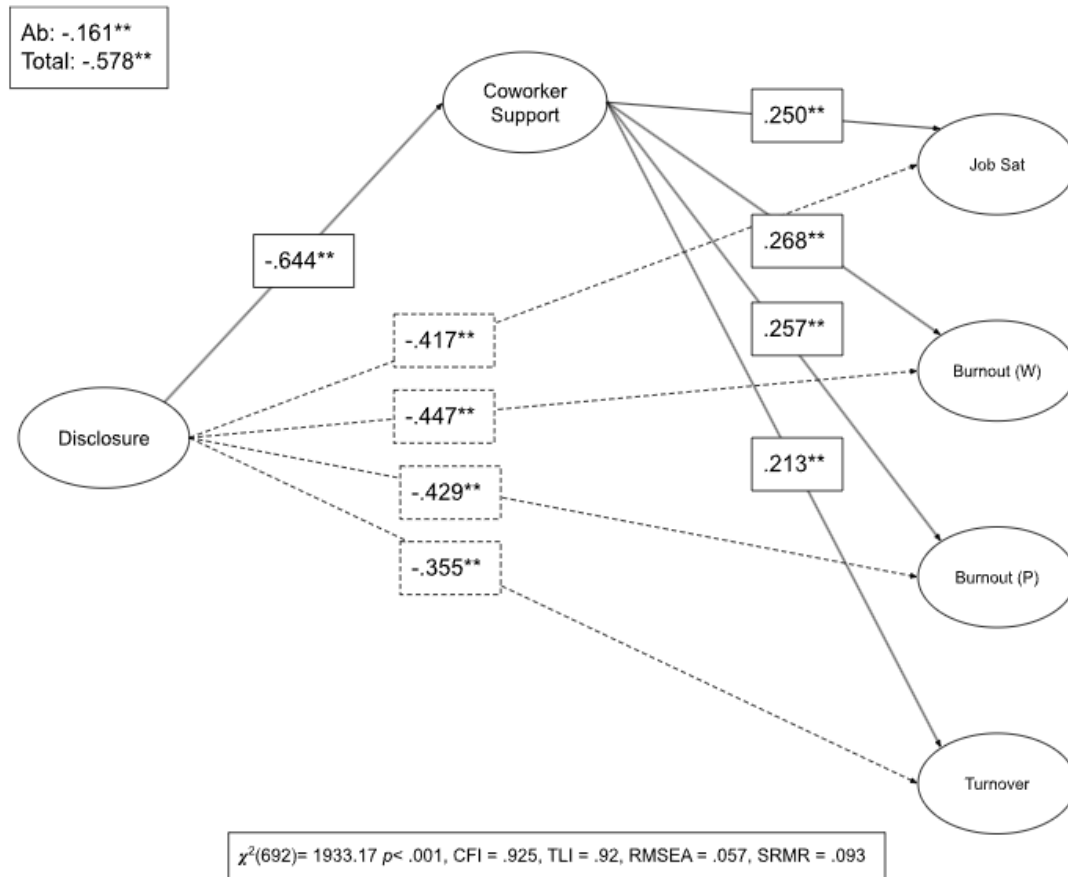 Ab: -.161**
Total: -.578**
Coworker
Support
.250**
Job Sat
.268**
-.644**
.257**
-.417**
Burnout (W)
-.447**
Disclosure
.213**
-.429**
-.355**
Burnout (P)
Turnover
χ²(692)= 1933.17 p< .001, CFI = .925, TLI = .92, RMSEA = .057, SRMR = .093